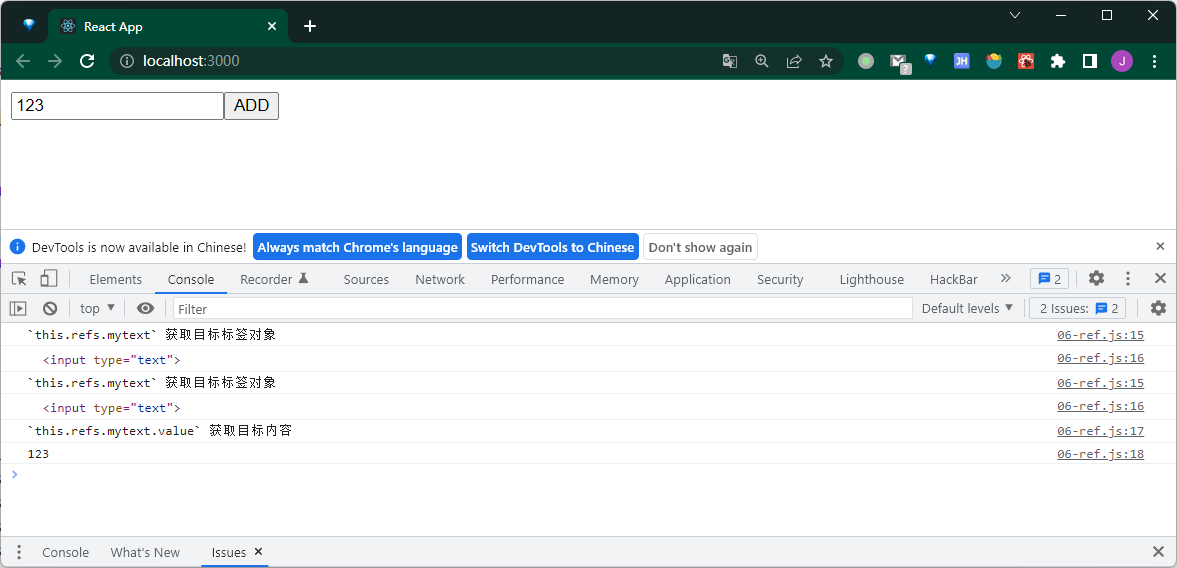 React App
localhost:3000
JH
?
J
123 ADD
DevTools is now available in Chinese! Always match Chrome's language Switch DevTools to Chinese Don't show again
Elements Console Recorder Sources Network Performance Memory Application Security Lighthouse HackBar » 2
top Filter Default levels 2 Issues: 2
`this.refs.mytext` 获取目标标签对象 06-ref.js:15
<input type="text"> 06-ref.js:16
`this.refs.mytext` 获取目标标签对象 06-ref.js:15
<input type="text"> 06-ref.js:16
`this.refs.mytext.value` 获取目标内容 06-ref.js:17
123 06-ref.js:18
Console What's New Issues